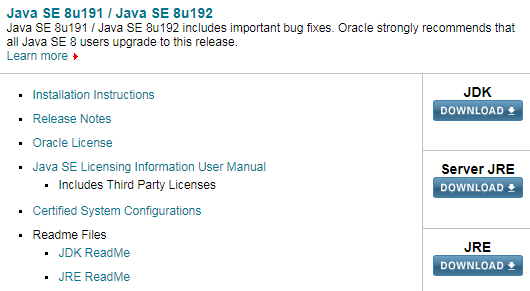 Java SE 8u191 / Java SE 8u192
Java SE 8u191 / Java SE 8u192 includes important bug fixes. Oracle strongly recommends that
all Java SE 8 users upgrade to this release.
Learn more
Installation Instructions
Release Notes
Oracle License
Java SE Licensing Information User Manual
Includes Third Party Licenses
Certified System Configurations
Readme Files
JDK ReadMe
JRE ReadMe
JDK
DOWNLOAD
Server JRE
DOWNLOAD
JRE
DOWNLOAD